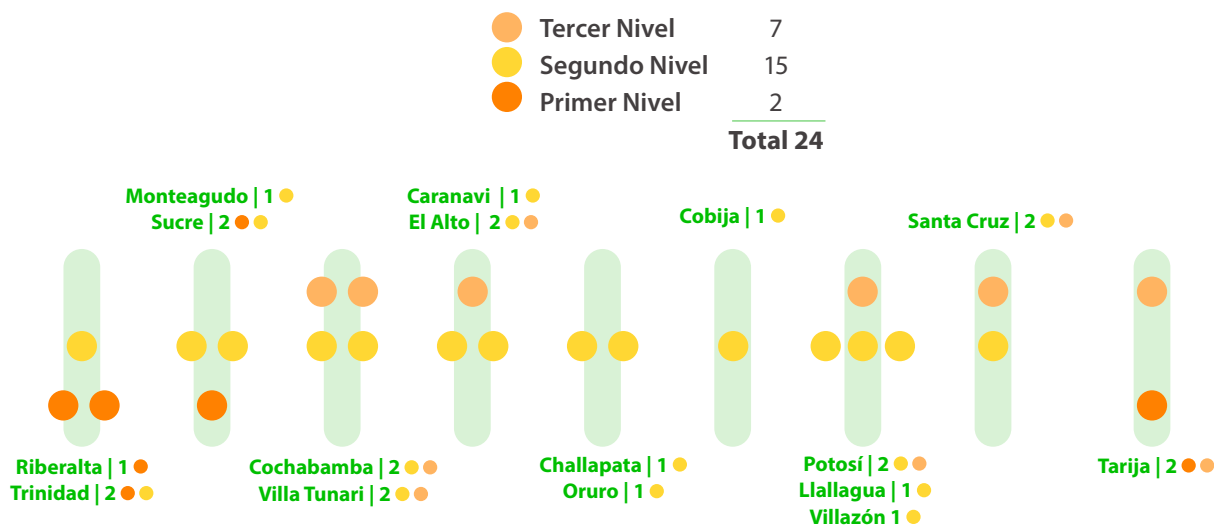 Tercer Nivel 7
Segundo Nivel 15
Primer Nivel 2
Total 24
Monteagudo | 1
Sucre | 2
Caranavi | 1
El Alto | 2
Cobija | 1
Santa Cruz | 2
Riberalta | 1
Trinidad | 2
Cochabamba | 2
Villa Tunari | 2
Challapata | 1
Oruro | 1
Potosí | 2
Llallagua | 1
Villazón 1
Tarija | 2